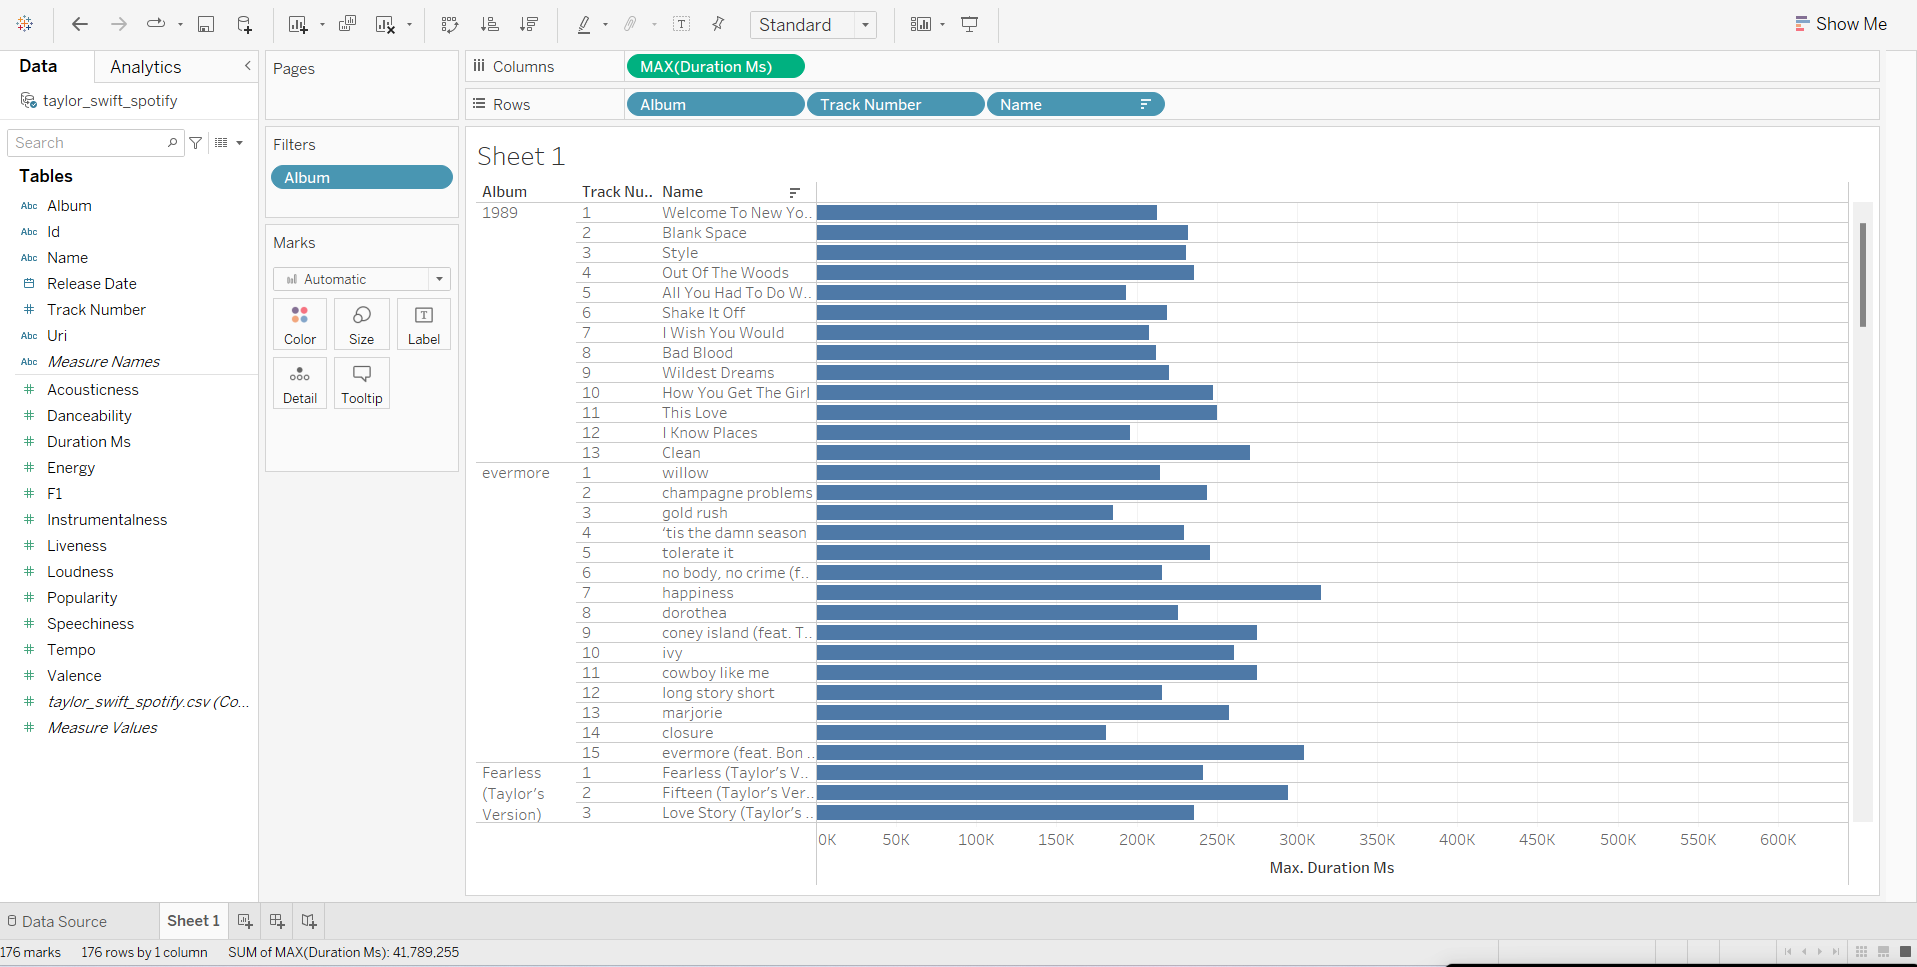 Standard
Show Me
Data
Analytics
taylor_swift_spotify
Search
Tables
Abc Album
Abc Id
Abc Name
Release Date
# Track Number
Abc Uri
Abc Measure Names
# Acousticness
# Danceability
# Duration Ms
# Energy
# F1
# Instrumentalness
# Liveness
# Loudness
# Popularity
# Speechiness
# Tempo
# Valence
# taylor_swift_spotify.csv (Co...
# Measure Values
Pages
Filters
Album
Marks
Automatic
Color
Size
T
Label
Detail
Tooltip
Columns
MAX(Duration Ms)
Rows
Album
Track Number
Name
Sheet 1
Album Track Nu.. Name
1989 1 Welcome To New Yo..
2 Blank Space
3 Style
4 Out Of The Woods
5 All You Had To Do W..
6 Shake It Off
7 I Wish You Would
8 Bad Blood
9 Wildest Dreams
10 How You Get The Girl
11 This Love
12 I Know Places
13 Clean
evermore 1 willow
2 champagne problems
3 gold rush
4 ‘tis the damn season
5 tolerate it
6 no body, no crime (f..
7 happiness
8 dorothea
9 coney island (feat. T..
10 ivy
11 cowboy like me
12 long story short
13 marjorie
14 closure
15 evermore (feat. Bon ..
Fearless (Taylor’s Version) 1 Fearless (Taylor’s V..
2 Fifteen (Taylor’s Ver..
3 Love Story (Taylor’s ..
0K 50K 100K 150K 200K 250K 300K 350K 400K 450K 500K 550K 600K
Max. Duration Ms
Data Source
Sheet 1
176 marks 176 rows by 1 column SUM of MAX(Duration Ms): 41,789,255